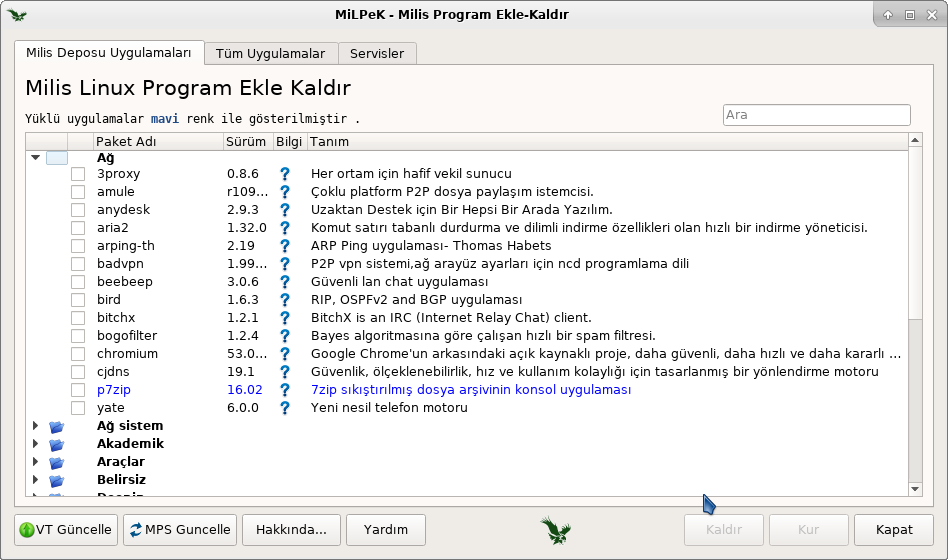 MiLPeK - Milis Program Ekle-Kaldır
Milis Deposu Uygulamaları Tüm Uygulamalar Servisler
Milis Linux Program Ekle Kaldır
Yüklü uygulamalar mavi renk ile gösterilmiştir .
Ara
Paket Adı Sürüm Bilgi Tanım
Ağ
3proxy 0.8.6 ? Her ortam için hafif vekil sunucu
amule r109... ? Çoklu platform P2P dosya paylaşım istemcisi.
anydesk 2.9.3 ? Uzaktan Destek için Bir Hepsi Bir Arada Yazılım.
aria2 1.32.0 ? Komut satırı tabanlı durdurma ve dilimli indirme özellikleri olan hızlı bir indirme yöneticisi.
arping-th 2.19 ? ARP Ping uygulaması- Thomas Habets
badvpn 1.99... ? P2P vpn sistemi,ağ arayüz ayarları için ncd programlama dili
beebeep 3.0.6 ? Güvenli lan chat uygulaması
bird 1.6.3 ? RIP, OSPFv2 and BGP uygulaması
bitchx 1.2.1 ? BitchX is an IRC (Internet Relay Chat) client.
bogofilter 1.2.4 ? Bayes algoritmasına göre çalışan hızlı bir spam filtresi.
chromium 53.0... ? Google Chrome'un arkasındaki açık kaynaklı proje, daha güvenli, daha hızlı ve daha kararlı ...
cjdns 19.1 ? Güvenlik, ölçeklenebilirlik, hız ve kullanım kolaylığı için tasarlanmış bir yönlendirme motoru
p7zip 16.02 ? 7zip sıkıştırılmış dosya arşivinin konsol uygulaması
yate 6.0.0 ? Yeni nesil telefon motoru
Ağ sistem
Akademik
Araçlar
Belirsiz
VT Güncelle MPS Guncelle Hakkında... Yardım Kaldır Kur Kapat